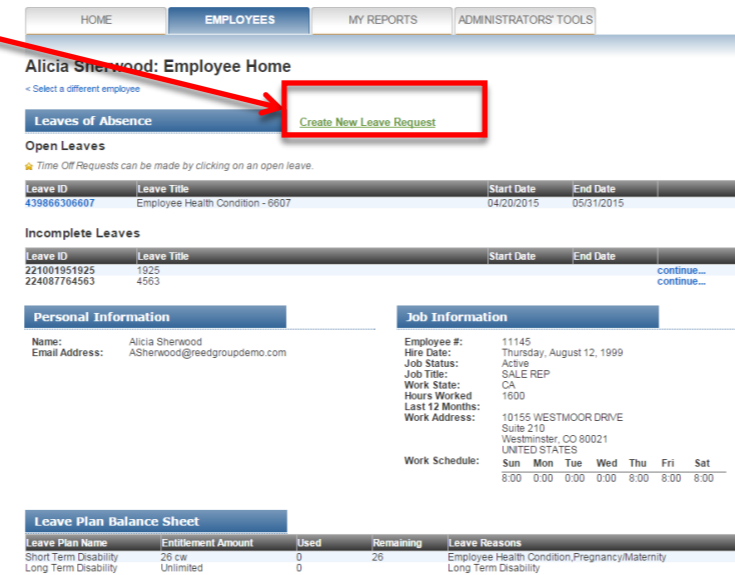 HOME EMPLOYEES MY REPORTS ADMINISTRATORS' TOOLS
Alicia Sherwood: Employee Home
< Select a different employee
Leaves of Absence Create New Leave Request
Open Leaves
Time Off Requests can be made by clicking on an open leave.
Leave ID Leave Title Start Date End Date
439866306607 Employee Health Condition - 6607 04/20/2015 05/31/2015
Incomplete Leaves
Leave ID Leave Title Start Date End Date
221001951925 1925 continue...
224087764563 4563 continue...
Personal Information
Name: Alicia Sherwood
Email Address: ASherwood@reedgroupdemo.com
Job Information
Employee #: 11145
Hire Date: Thursday, August 12, 1999
Job Status: Active
Job Title: SALE REP
Work State: CA
Hours Worked 1600
Last 12 Months:
Work Address: 10155 WESTMOOR DRIVE
Suite 210
Westminster, CO 80021
UNITED STATES
Work Schedule: Sun Mon Tue Wed Thu Fri Sat
8:00 0:00 0:00 0:00 8:00 8:00 8:00
Leave Plan Balance Sheet
Leave Plan Name Entitlement Amount Used Remaining Leave Reasons
Short Term Disability 26 cw 0 26 Employee Health Condition,Pregnancy/Maternity
Long Term Disability Unlimited 0 Long Term Disability